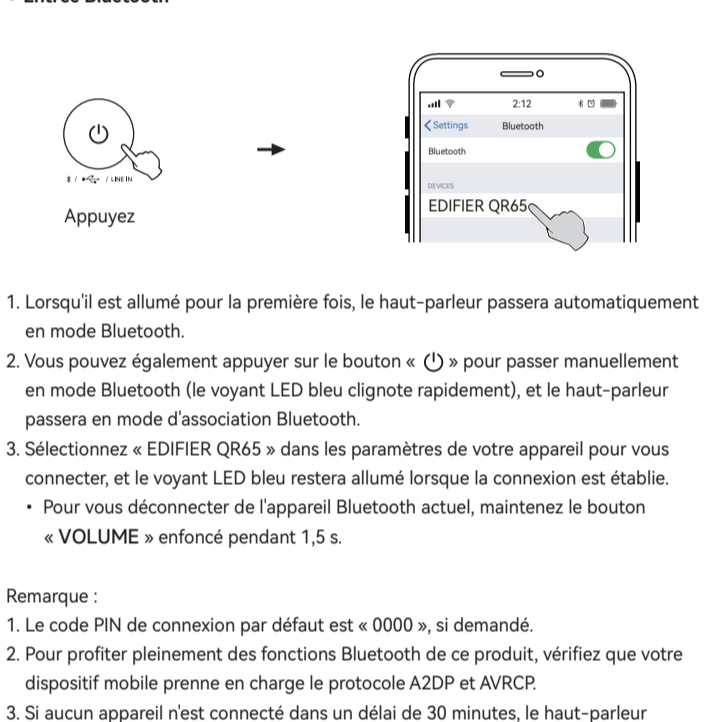 • Entrée Bluetooth
2:12
Settings Bluetooth
Bluetooth
DEVICES
EDIFIER QR65
/ / LINE IN
Appuyez
1. Lorsqu'il est allumé pour la première fois, le haut-parleur passera automatiquement
en mode Bluetooth.
2. Vous pouvez également appuyer sur le bouton « ⏻ » pour passer manuellement
en mode Bluetooth (le voyant LED bleu clignote rapidement), et le haut-parleur
passera en mode d'association Bluetooth.
3. Sélectionnez « EDIFIER QR65 » dans les paramètres de votre appareil pour vous
connecter, et le voyant LED bleu restera allumé lorsque la connexion est établie.
• Pour vous déconnecter de l'appareil Bluetooth actuel, maintenez le bouton
« VOLUME » enfoncé pendant 1,5 s.
Remarque :
1. Le code PIN de connexion par défaut est « 0000 », si demandé.
2. Pour profiter pleinement des fonctions Bluetooth de ce produit, vérifiez que votre
dispositif mobile prenne en charge le protocole A2DP et AVRCP.
3. Si aucun appareil n'est connecté dans un délai de 30 minutes, le haut-parleur